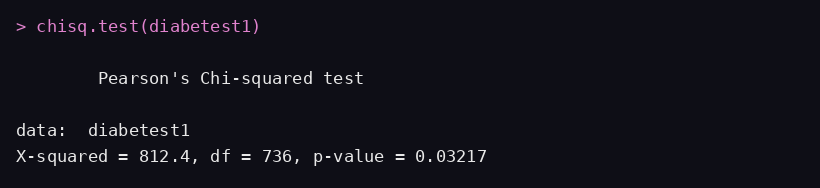 > chisq.test(diabetest1)
Pearson's Chi-squared test
data:  diabetest1
X-squared = 812.4, df = 736, p-value = 0.03217